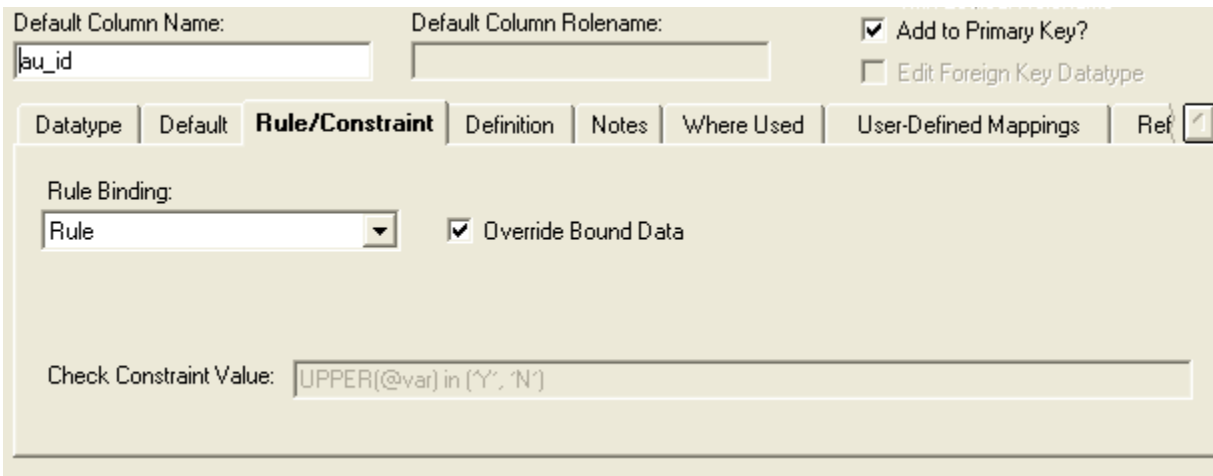 Default Column Name:
Default Column Rolename:
au_id
Add to Primary Key?
Edit Foreign Key Datatype
Datatype
Default
Rule/Constraint
Definition
Notes
Where Used
User-Defined Mappings
Ref
Rule Binding:
Rule
Override Bound Data
Check Constraint Value:
UPPER(@var) in ('Y', 'N')